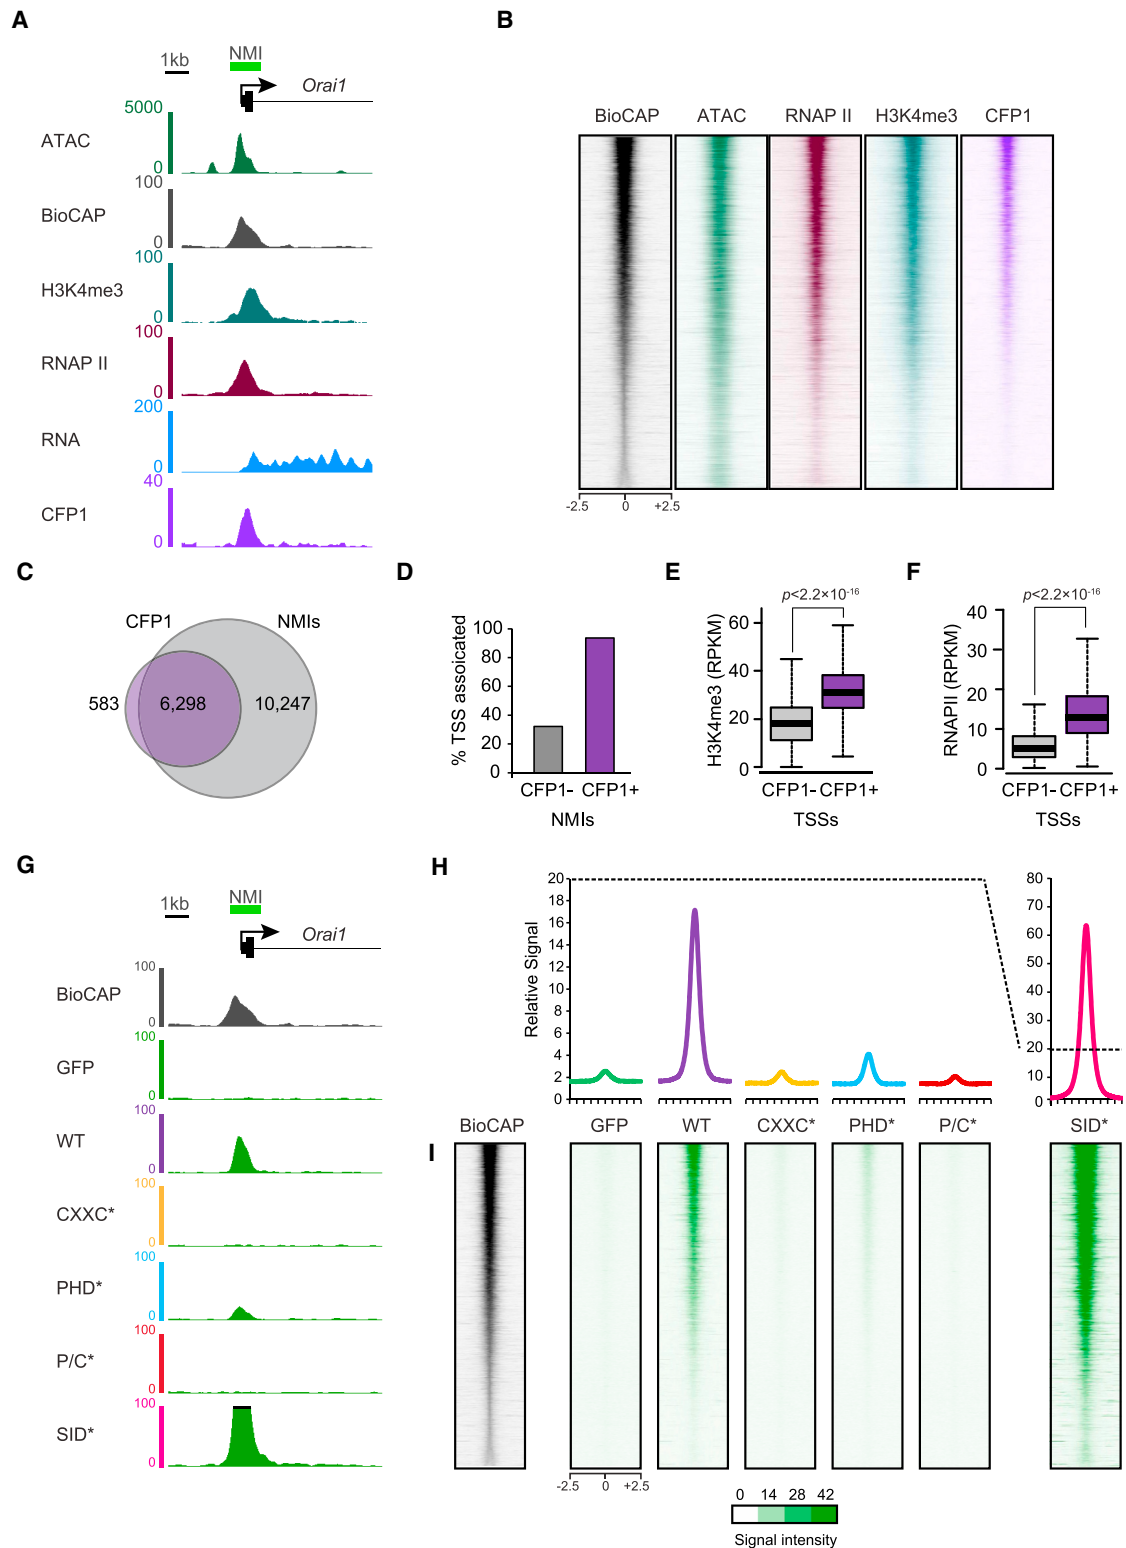 A
1kb
NMI
Orai1
5000
ATAC
0
100
BioCAP
0
100
H3K4me3
0
100
RNAP II
0
200
RNA
0
40
CFP1
0
B
BioCAP ATAC RNAP II H3K4me3 CFP1
-2.5 0 +2.5
C
CFP1 NMIs
583 6,298 10,247
D
% TSS assoicated
100
80
60
40
20
0
CFP1- CFP1+
NMIs
E
p<2.2×10-16
H3K4me3 (RPKM)
60
40
20
0
CFP1- CFP1+
TSSs
F
p<2.2×10-16
RNAPII (RPKM)
40
30
20
10
0
CFP1- CFP1+
TSSs
G
1kb
NMI
Orai1
100
BioCAP
0
100
GFP
0
100
WT
0
100
CXXC*
0
100
PHD*
0
100
P/C*
0
100
SID*
0
H
Relative Signal
20
18
16
14
12
10
8
6
4
2
0
80
70
60
50
40
30
20
10
0
I
BioCAP GFP WT CXXC* PHD* P/C* SID*
-2.5 0 +2.5
0 14 28 42
Signal intensity